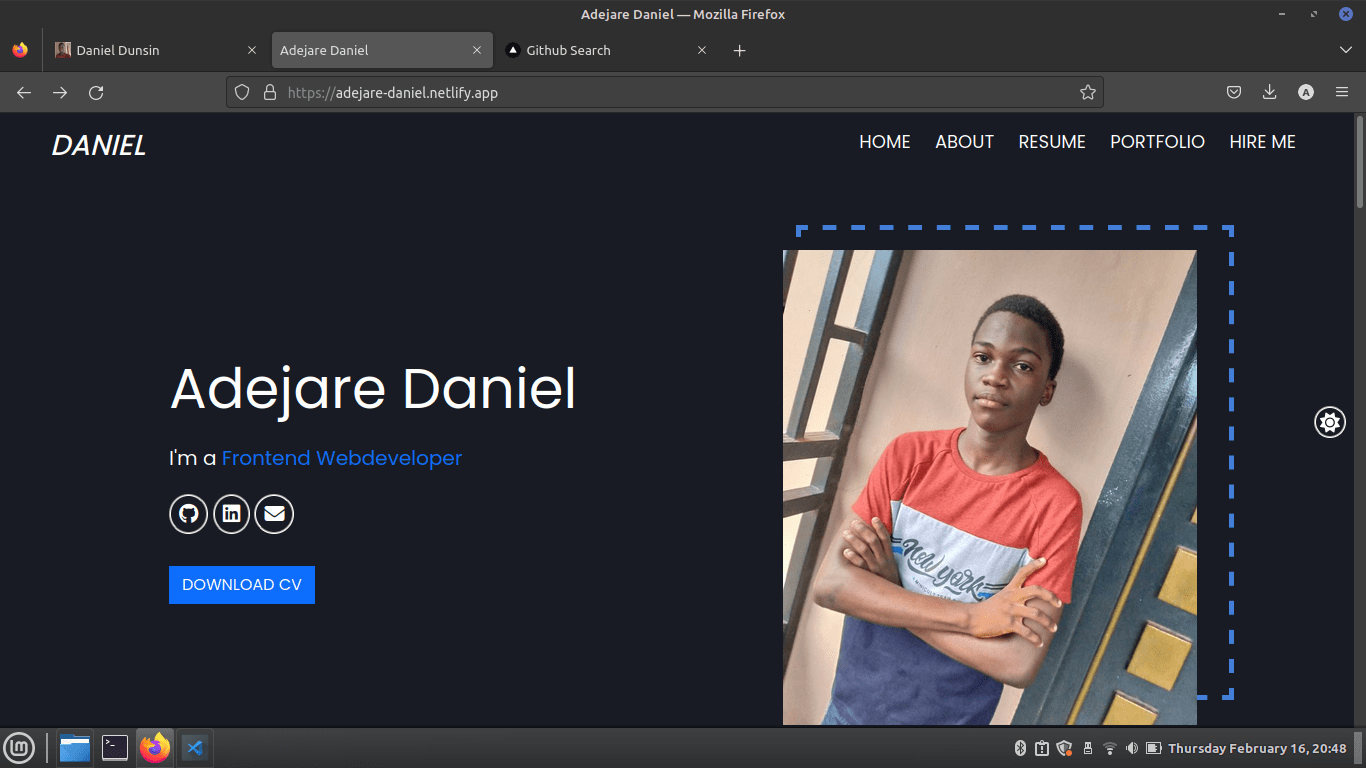 Adejare Daniel — Mozilla Firefox
Daniel Dunsin
Adejare Daniel
Github Search
https://adejare-daniel.netlify.app
A
DANIEL
HOME ABOUT RESUME PORTFOLIO HIRE ME
Adejare Daniel
I'm a Frontend Webdeveloper
DOWNLOAD CV
New york
Thursday February 16, 20:48